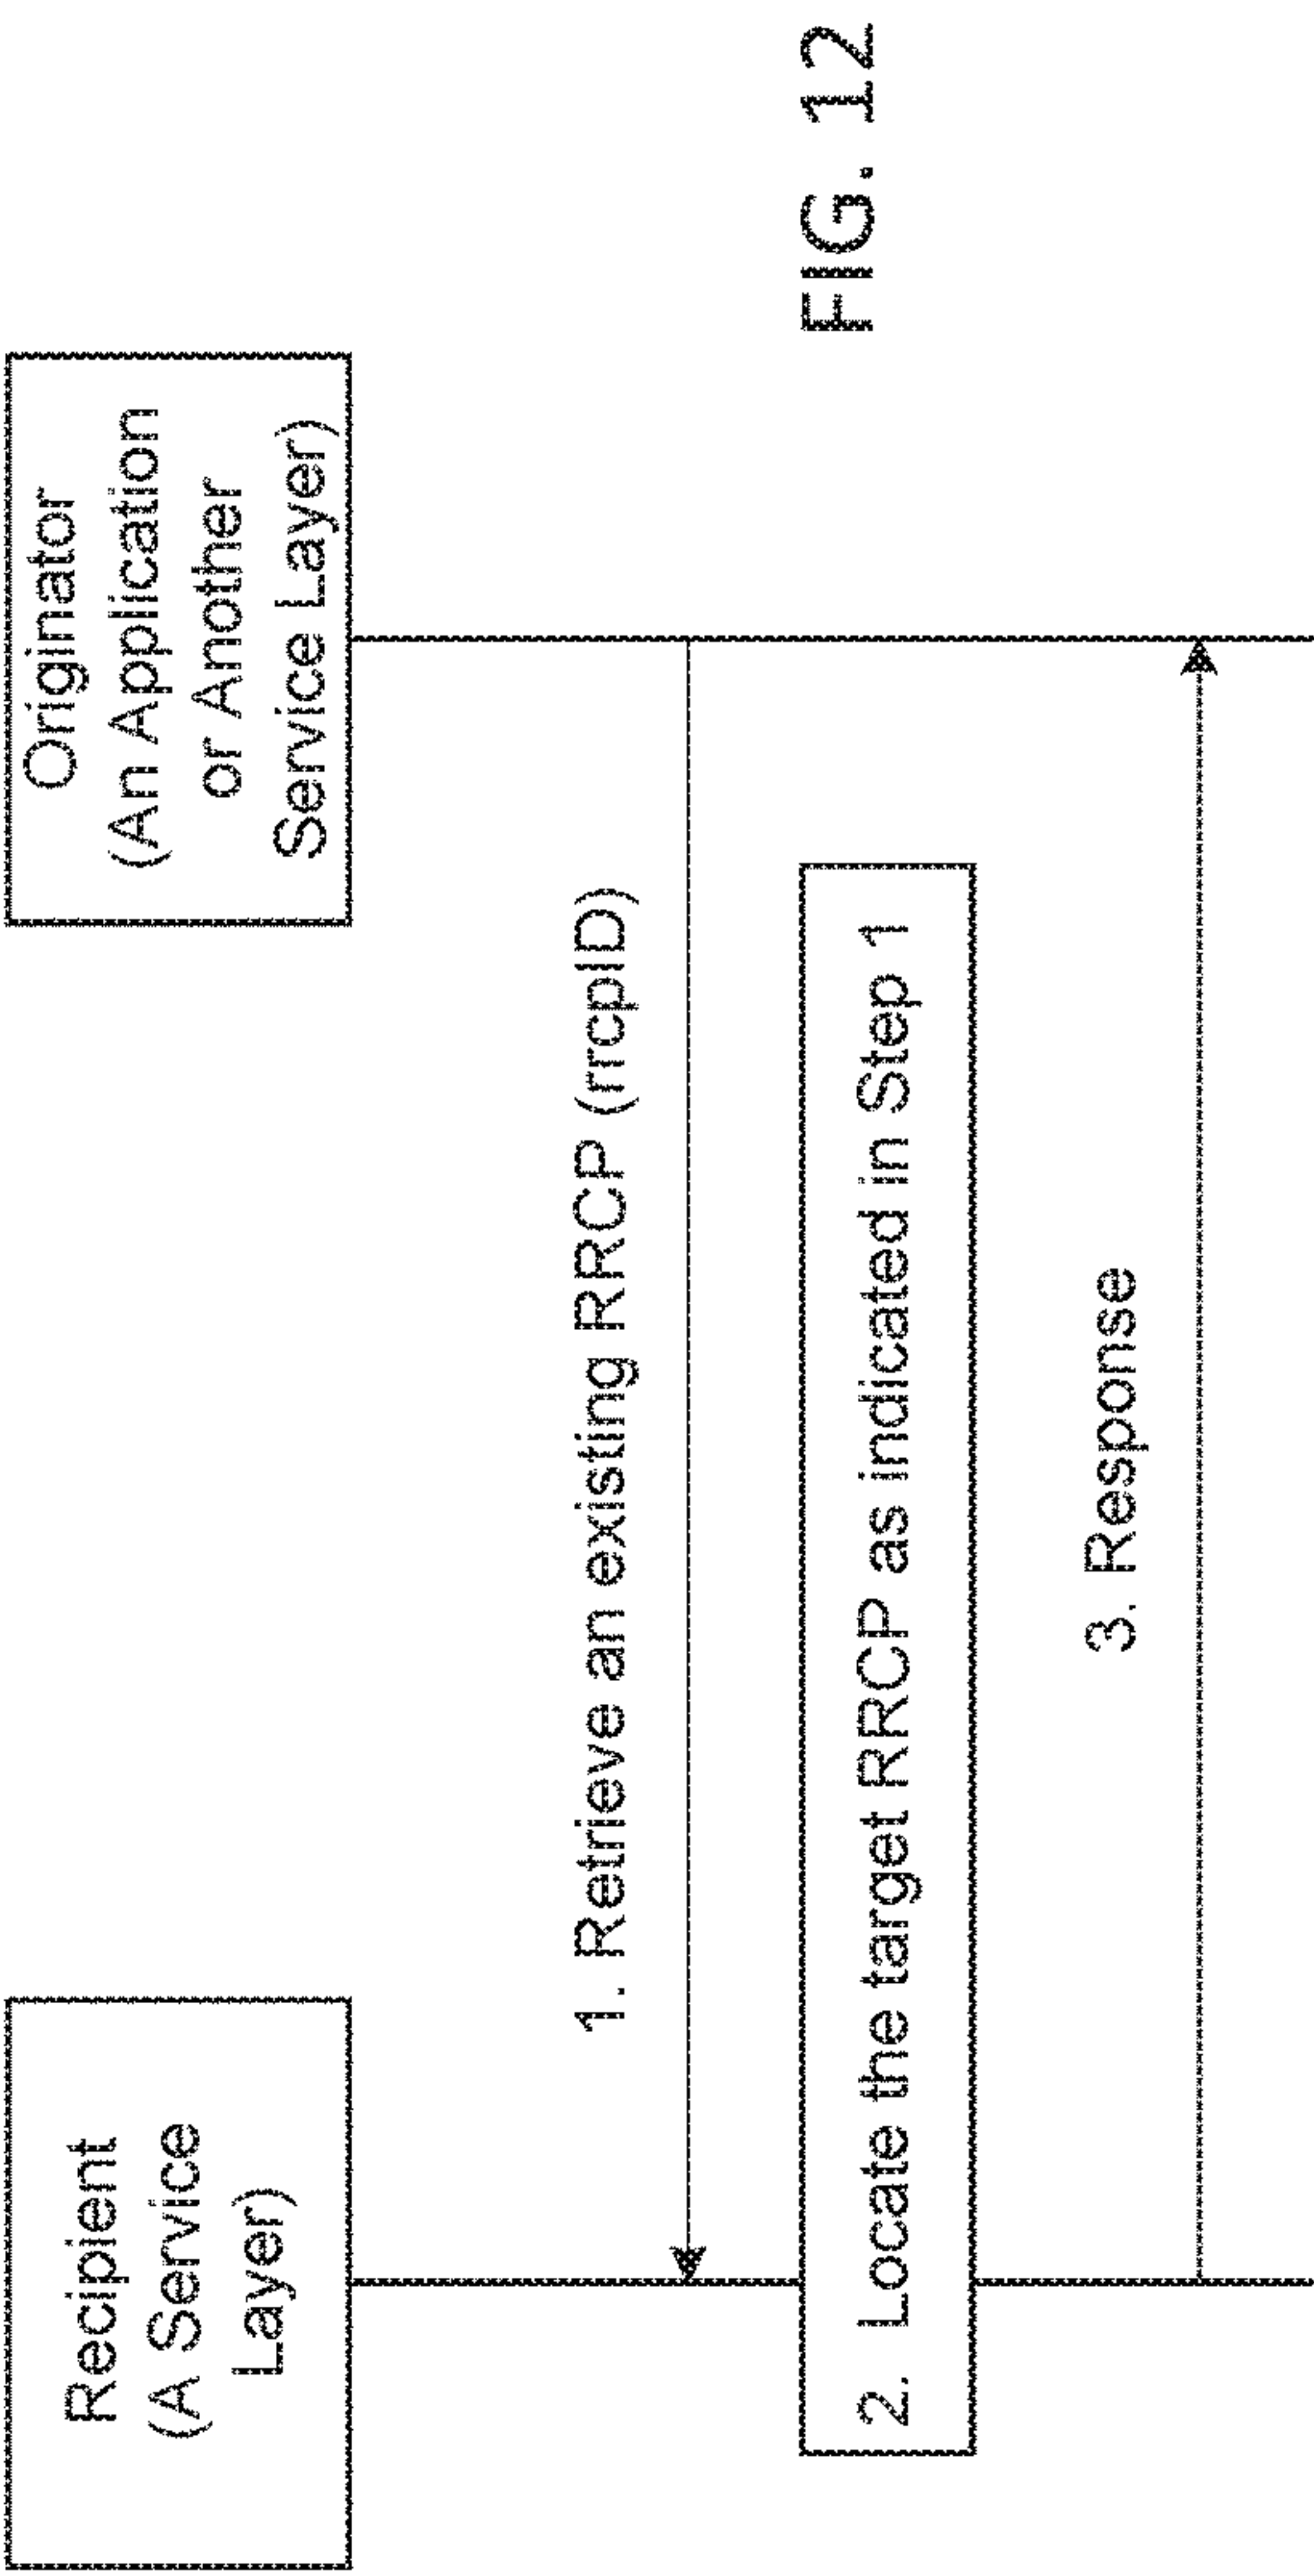 Recipient
(A Service
Layer)
Originator
(An Application
or Another
Service Layer)
1. Retrieve an existing RRCP (rrcpID)
2. Locate the target RRCP as indicated in Step 1
3. Response
FIG. 12